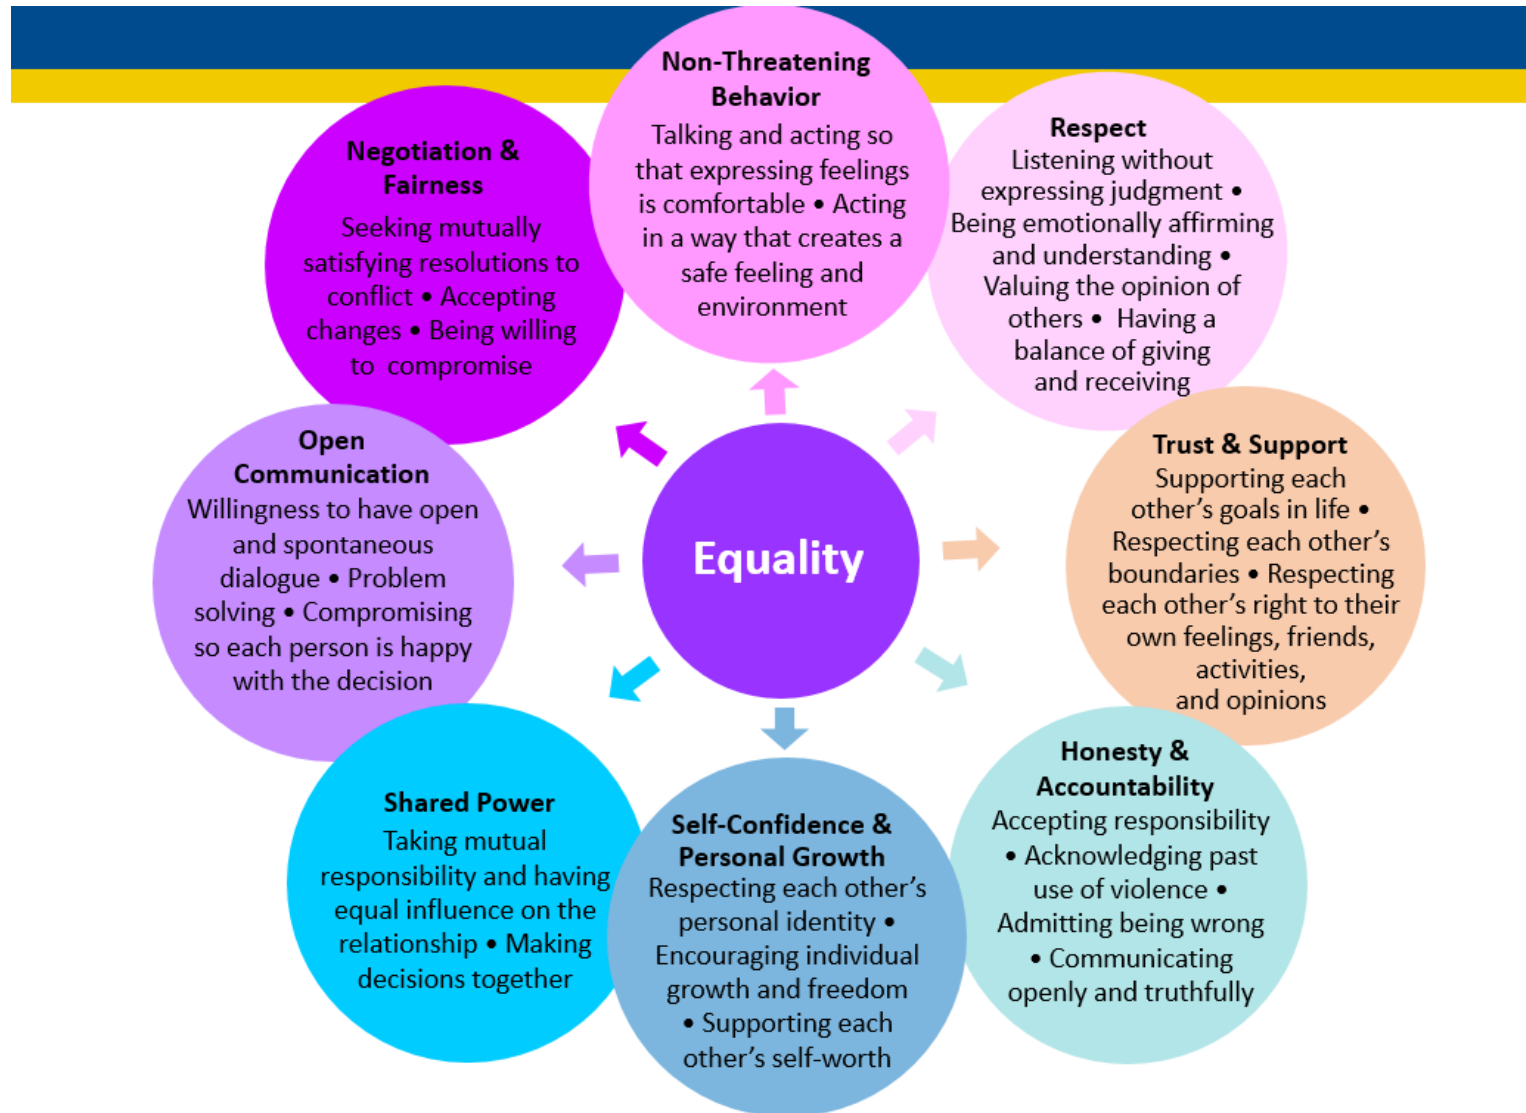 Non-Threatening
Behavior
Talking and acting so
that expressing feelings
is comfortable • Acting
in a way that creates a
safe feeling and
environment
Respect
Listening without
expressing judgment •
Being emotionally affirming
and understanding •
Valuing the opinion of
others • Having a
balance of giving
and receiving
Trust & Support
Supporting each
other’s goals in life •
Respecting each other’s
boundaries • Respecting
each other’s right to their
own feelings, friends,
activities,
and opinions
Honesty &
Accountability
Accepting responsibility
• Acknowledging past
use of violence •
Admitting being wrong
• Communicating
openly and truthfully
Self-Confidence &
Personal Growth
Respecting each other’s
personal identity •
Encouraging individual
growth and freedom
• Supporting each
other’s self-worth
Shared Power
Taking mutual
responsibility and having
equal influence on the
relationship • Making
decisions together
Open
Communication
Willingness to have open
and spontaneous
dialogue • Problem
solving • Compromising
so each person is happy
with the decision
Negotiation &
Fairness
Seeking mutually
satisfying resolutions to
conflict • Accepting
changes • Being willing
to compromise
Equality